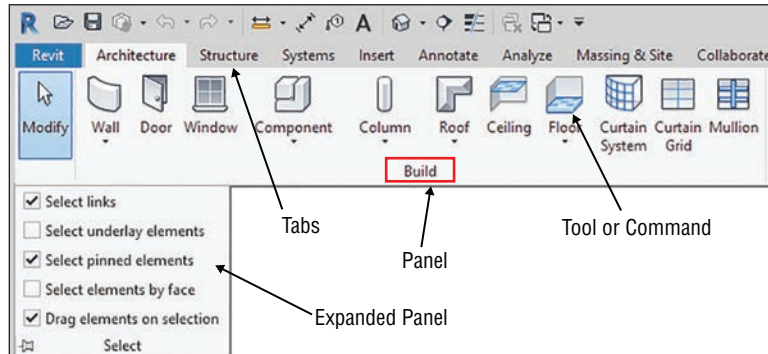 R A
Revit Architecture Structure Systems Insert Annotate Analyze Massing & Site Collaborate
Modify Wall Door Window Component Column Roof Ceiling Floor Curtain System Curtain Grid Mullion
Build
Select links
Select underlay elements
Select pinned elements
Select elements by face
Drag elements on selection
Select
Tabs
Panel
Tool or Command
Expanded Panel